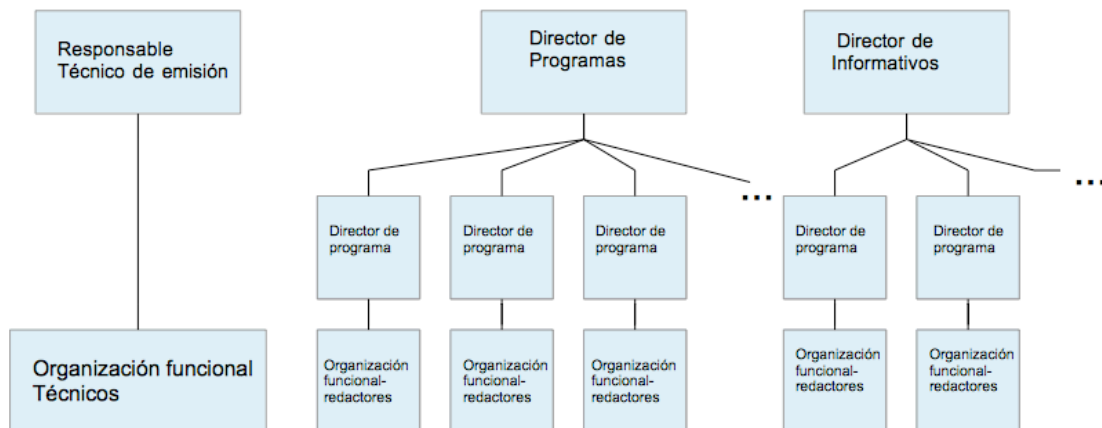 Responsable
Técnico de emisión
Director de
Programas
Director de
Informativos
...
...
Director de
programa
Director de
programa
Director de
programa
Director de
programa
Director de
programa
Organización funcional
Técnicos
Organización
funcional-
redactores
Organización
funcional-
redactores
Organización
funcional-
redactores
Organización
funcional-
redactores
Organización
funcional-
redactores